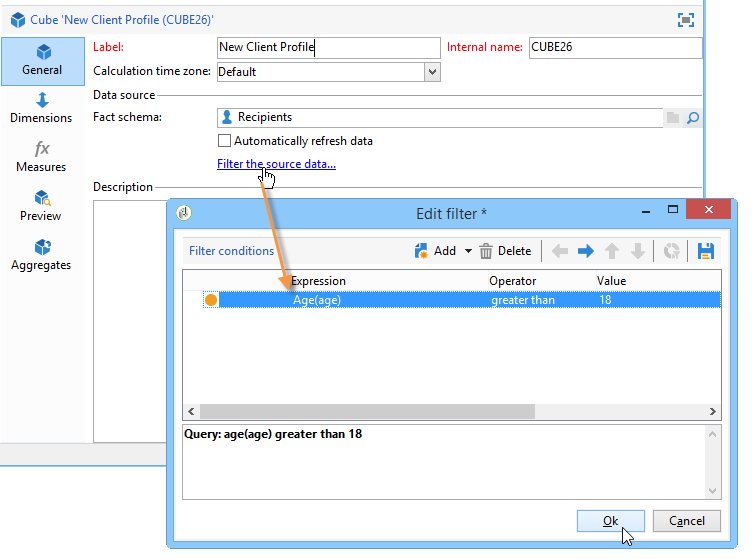 Cube 'New Client Profile (CUBE26)'
General
Dimensions
fx
Measures
Preview
Aggregates
Label: New Client Profile Internal name: CUBE26
Calculation time zone: Default
Data source
Fact schema: Recipients
Automatically refresh data
Filter the source data...
Description
Edit filter *
Filter conditions Add Delete
Expression Operator Value
Age(age) greater than 18
Query: age(age) greater than 18
Ok Cancel